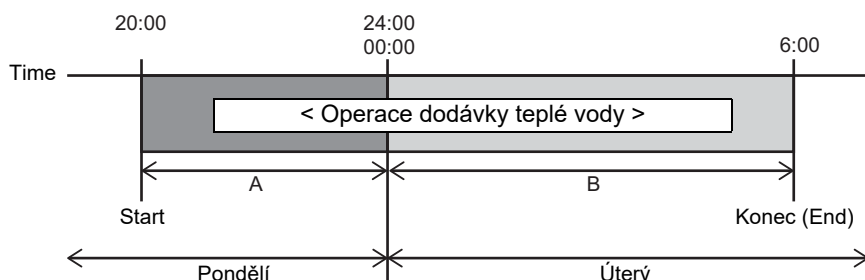 20:00
24:00
00:00
6:00
Time
< Operace dodávky teplé vody >
A
B
Start
Konec (End)
Pondělí
Úterý